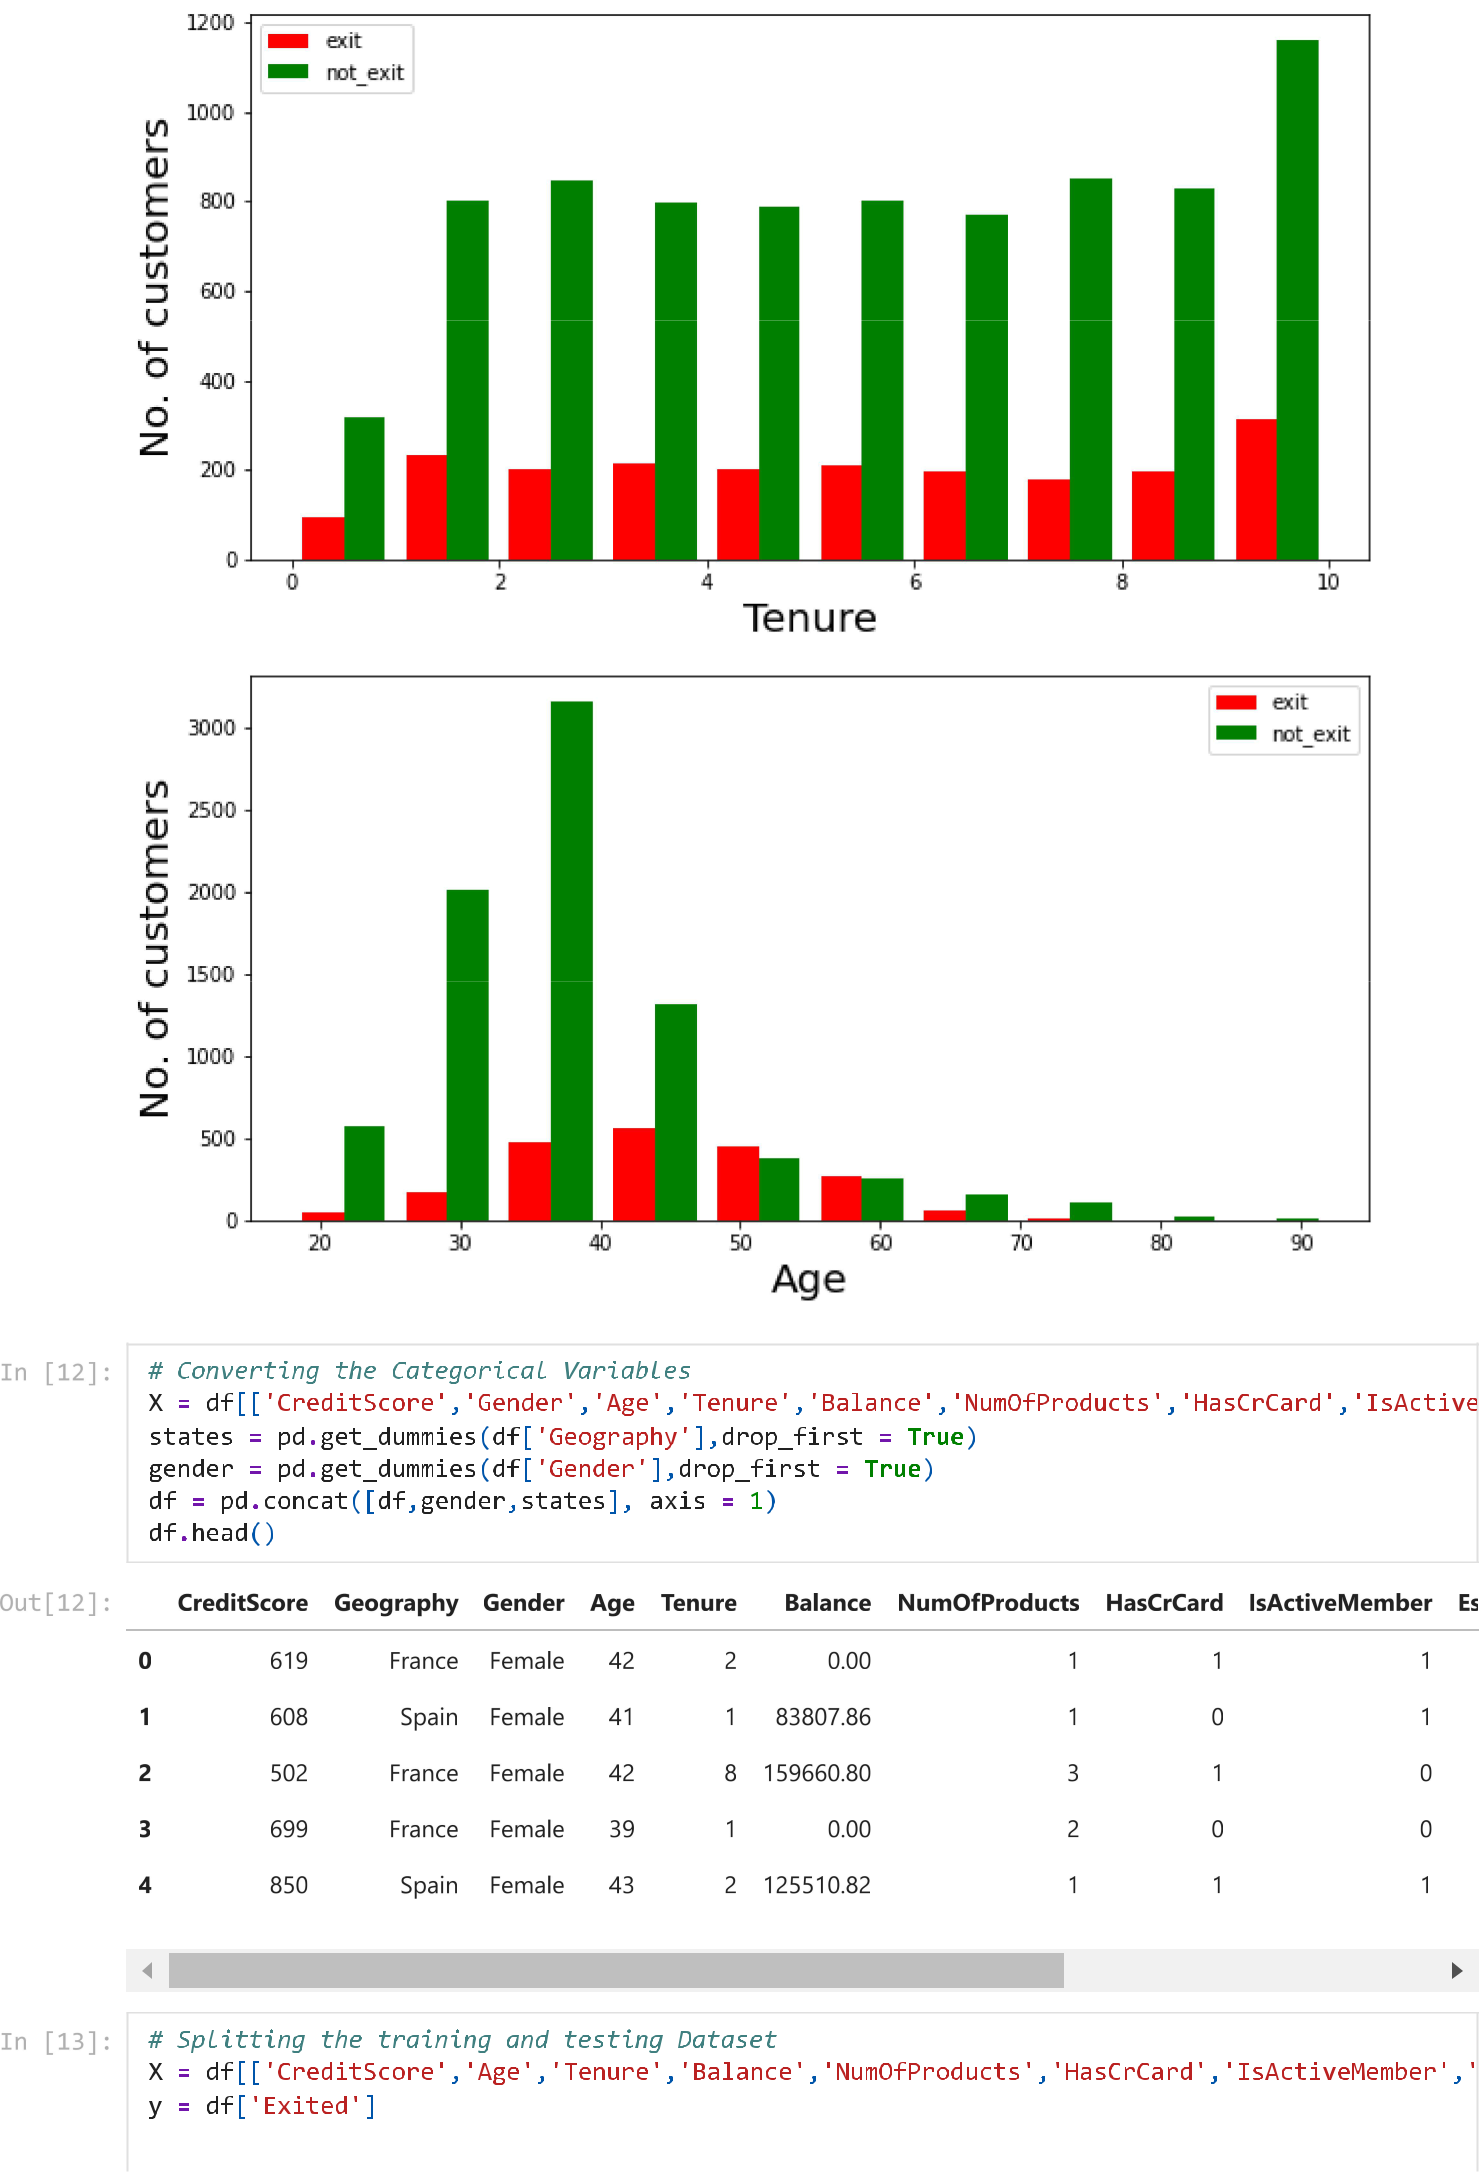 1200
1000
800
600
400
200
0
exit
not_exit
No. of customers
0 2 4 6 8 10
Tenure
3000
2500
2000
1500
1000
500
0
exit
not_exit
No. of customers
20 30 40 50 60 70 80 90
Age
In [12]:
# Converting the Categorical Variables
X = df[['CreditScore','Gender','Age','Tenure','Balance','NumOfProducts','HasCrCard','IsActive
states = pd.get_dummies(df['Geography'],drop_first = True)
gender = pd.get_dummies(df['Gender'],drop_first = True)
df = pd.concat([df,gender,states], axis = 1)
df.head()
Out[12]:
CreditScore Geography Gender Age Tenure Balance NumOfProducts HasCrCard IsActiveMember Es
0 619 France Female 42 2 0.00 1 1 1
1 608 Spain Female 41 1 83807.86 1 0 1
2 502 France Female 42 8 159660.80 3 1 0
3 699 France Female 39 1 0.00 2 0 0
4 850 Spain Female 43 2 125510.82 1 1 1
In [13]:
# Splitting the training and testing Dataset
X = df[['CreditScore','Age','Tenure','Balance','NumOfProducts','HasCrCard','IsActiveMember','
y = df['Exited']